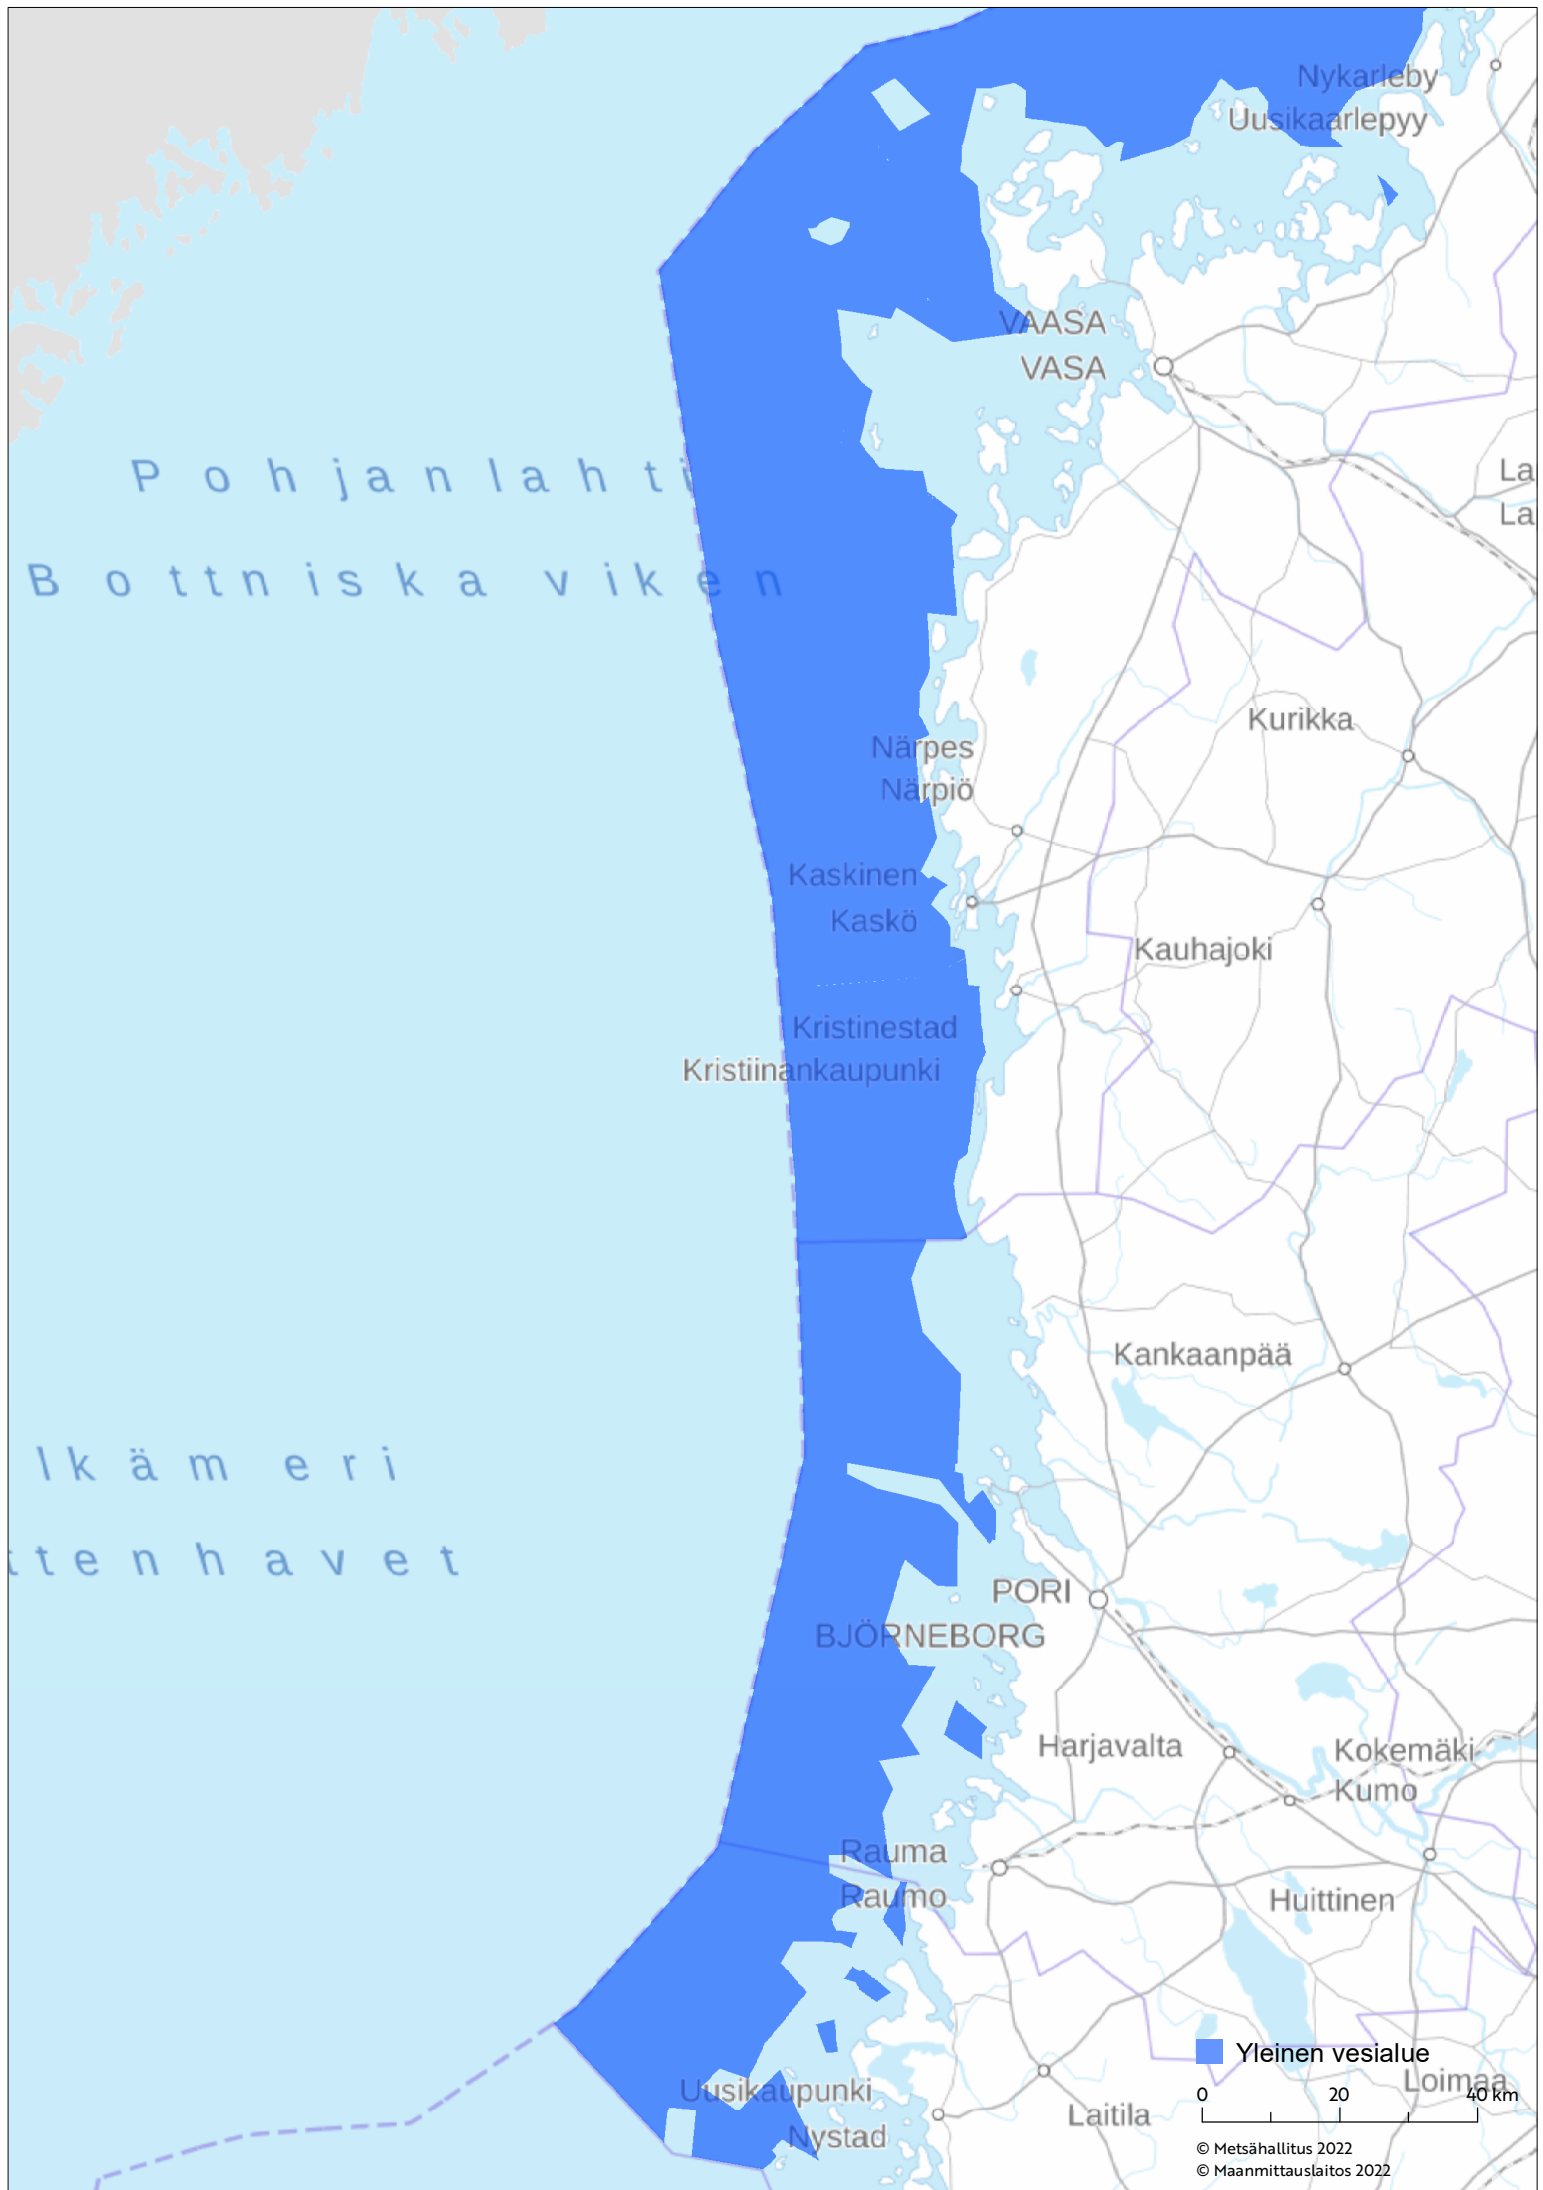 Nykarleby
Uusikaarlepyy
VAASA
VASA
Pohjanlahti
La
La
Bottniska viken
Kurikka
Närpes
Närpiö
Kaskinen
Kaskö
Kauhajoki
Kristinestad
Kristiinankaupunki
Kankaanpää
lkämeri
ttenhavet
PORI
BJÖRNEBORG
Harjavalta
Kokemäki
Kumo
Rauma
Raumo
Huittinen
Yleinen vesialue
Loimaa
Uusikaupunki
Nystad
Laitila
0 20 40 km
© Metsähallitus 2022
© Maanmittauslaitos 2022